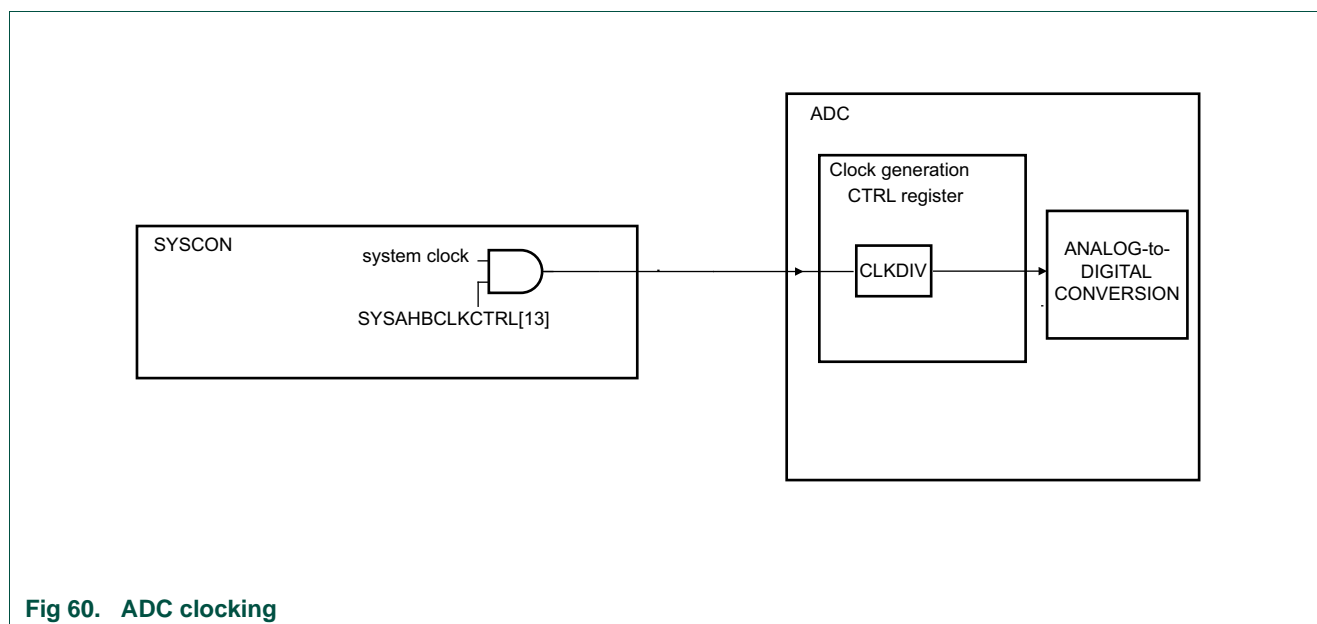 ADC
Clock generation
CTRL register
SYSCON
system clock
SYSAHBCLKCTRL[13]
CLKDIV
ANALOG-to-
DIGITAL
CONVERSION
Fig 60. ADC clocking